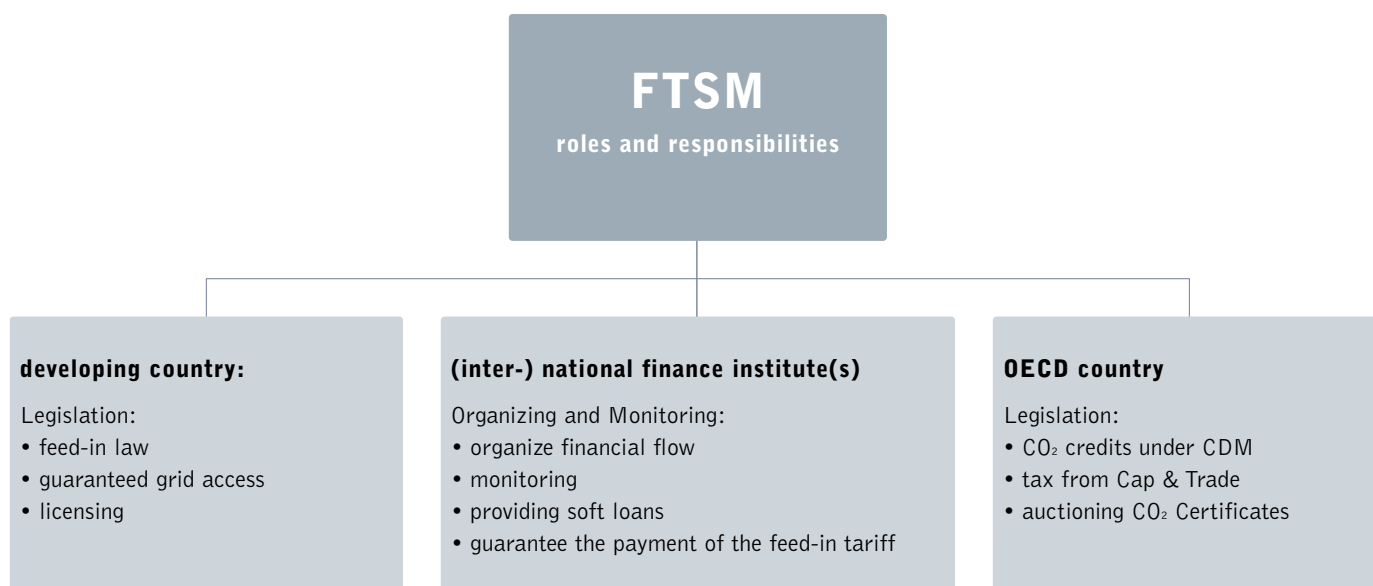 FTSM
roles and responsibilities
developing country:
Legislation:
• feed-in law
• guaranteed grid access
• licensing
(inter-) national finance institute(s)
Organizing and Monitoring:
• organize financial flow
• monitoring
• providing soft loans
• guarantee the payment of the feed-in tariff
OECD country
Legislation:
• CO₂ credits under CDM
• tax from Cap & Trade
• auctioning CO₂ Certificates